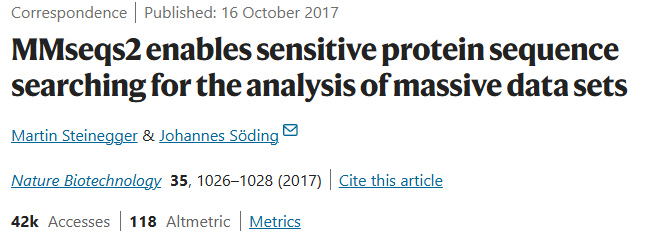 Correspondence | Published: 16 October 2017
MMseqs2 enables sensitive protein sequence
searching for the analysis of massive data sets
Martin Steinegger & Johannes Söding
Nature Biotechnology 35, 1026–1028 (2017) | Cite this article
42k Accesses | 118 Altmetric | Metrics